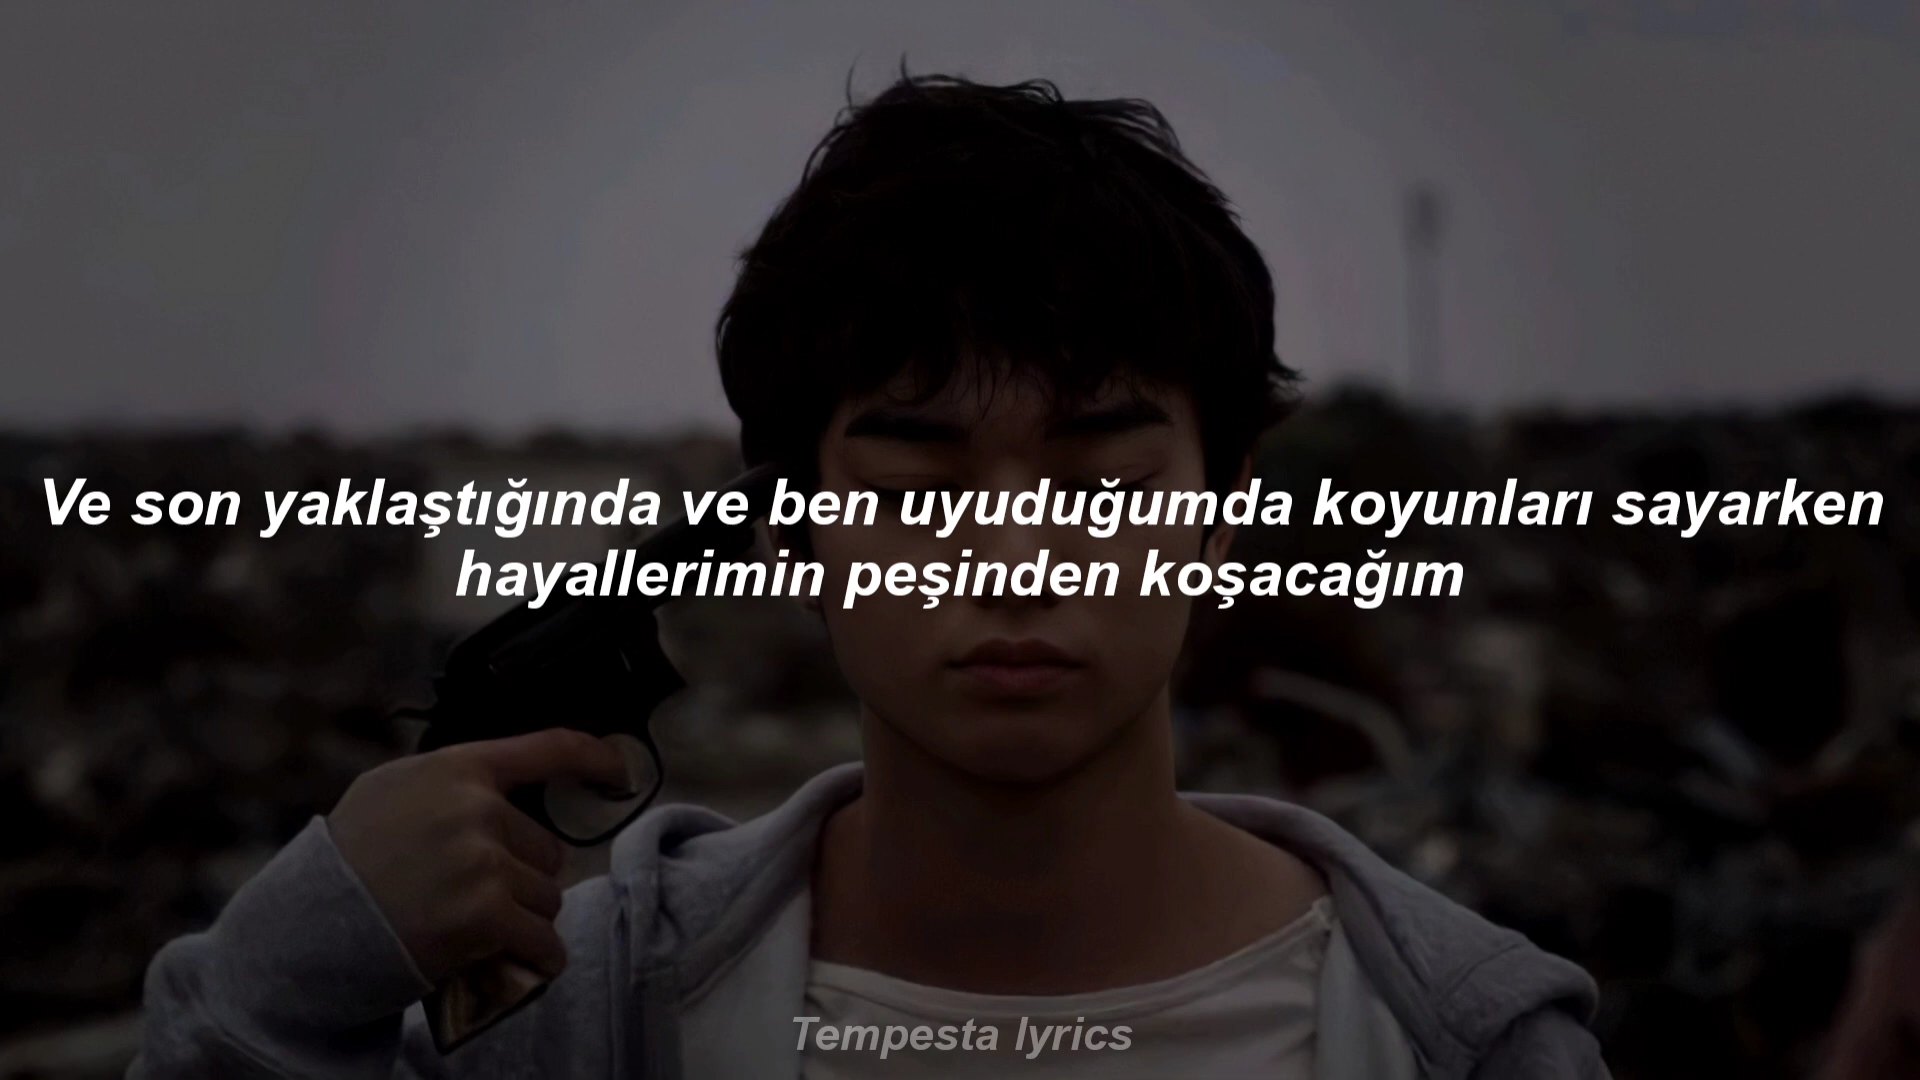 Ve son yaklaştığında ve ben uyuduğumda koyunları sayarken
hayallerimin peşinden koşacağım
Tempesta lyrics